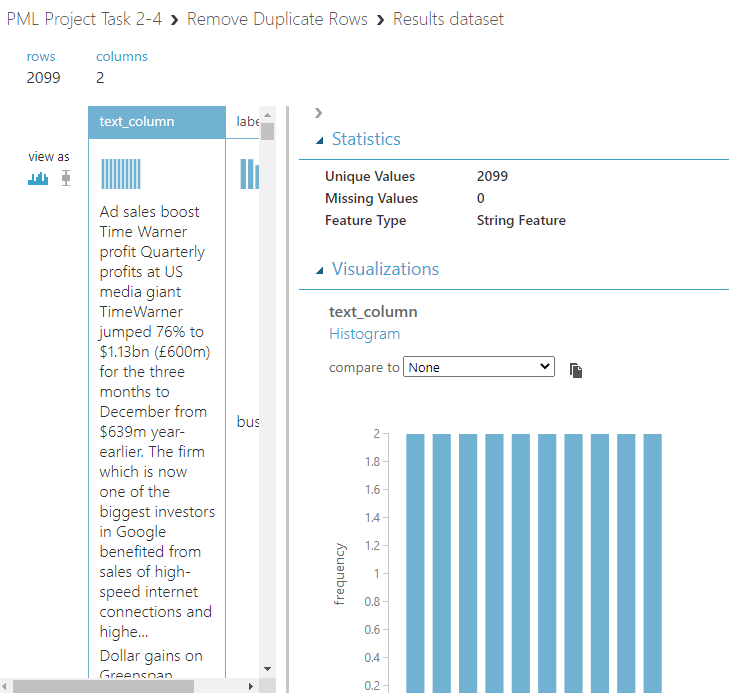 PML Project Task 2-4 › Remove Duplicate Rows › Results dataset
rows columns
2099 2
text_column
labe
view as
Ad sales boost
Time Warner
profit Quarterly
profits at US
media giant
TimeWarner
jumped 76% to
$1.13bn (£600m)
for the three
months to
December from
$639m year-
earlier. The firm
which is now
one of the
biggest investors
in Google
benefited from
sales of high-
speed internet
connections and
highe...
bus
Dollar gains on
Greenspan
Statistics
Unique Values 2099
Missing Values 0
Feature Type String Feature
Visualizations
text_column
Histogram
compare to None
frequency
2
1.8
1.6
1.4
1.2
1
0.8
0.6
0.4
0.2